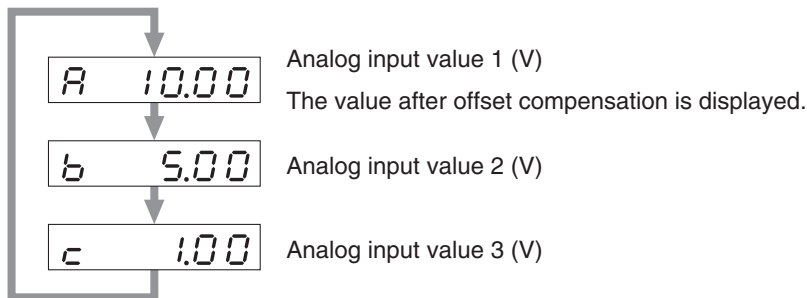 A 10.00
Analog input value 1 (V)
The value after offset compensation is displayed.
b 5.00
Analog input value 2 (V)
c 1.00
Analog input value 3 (V)